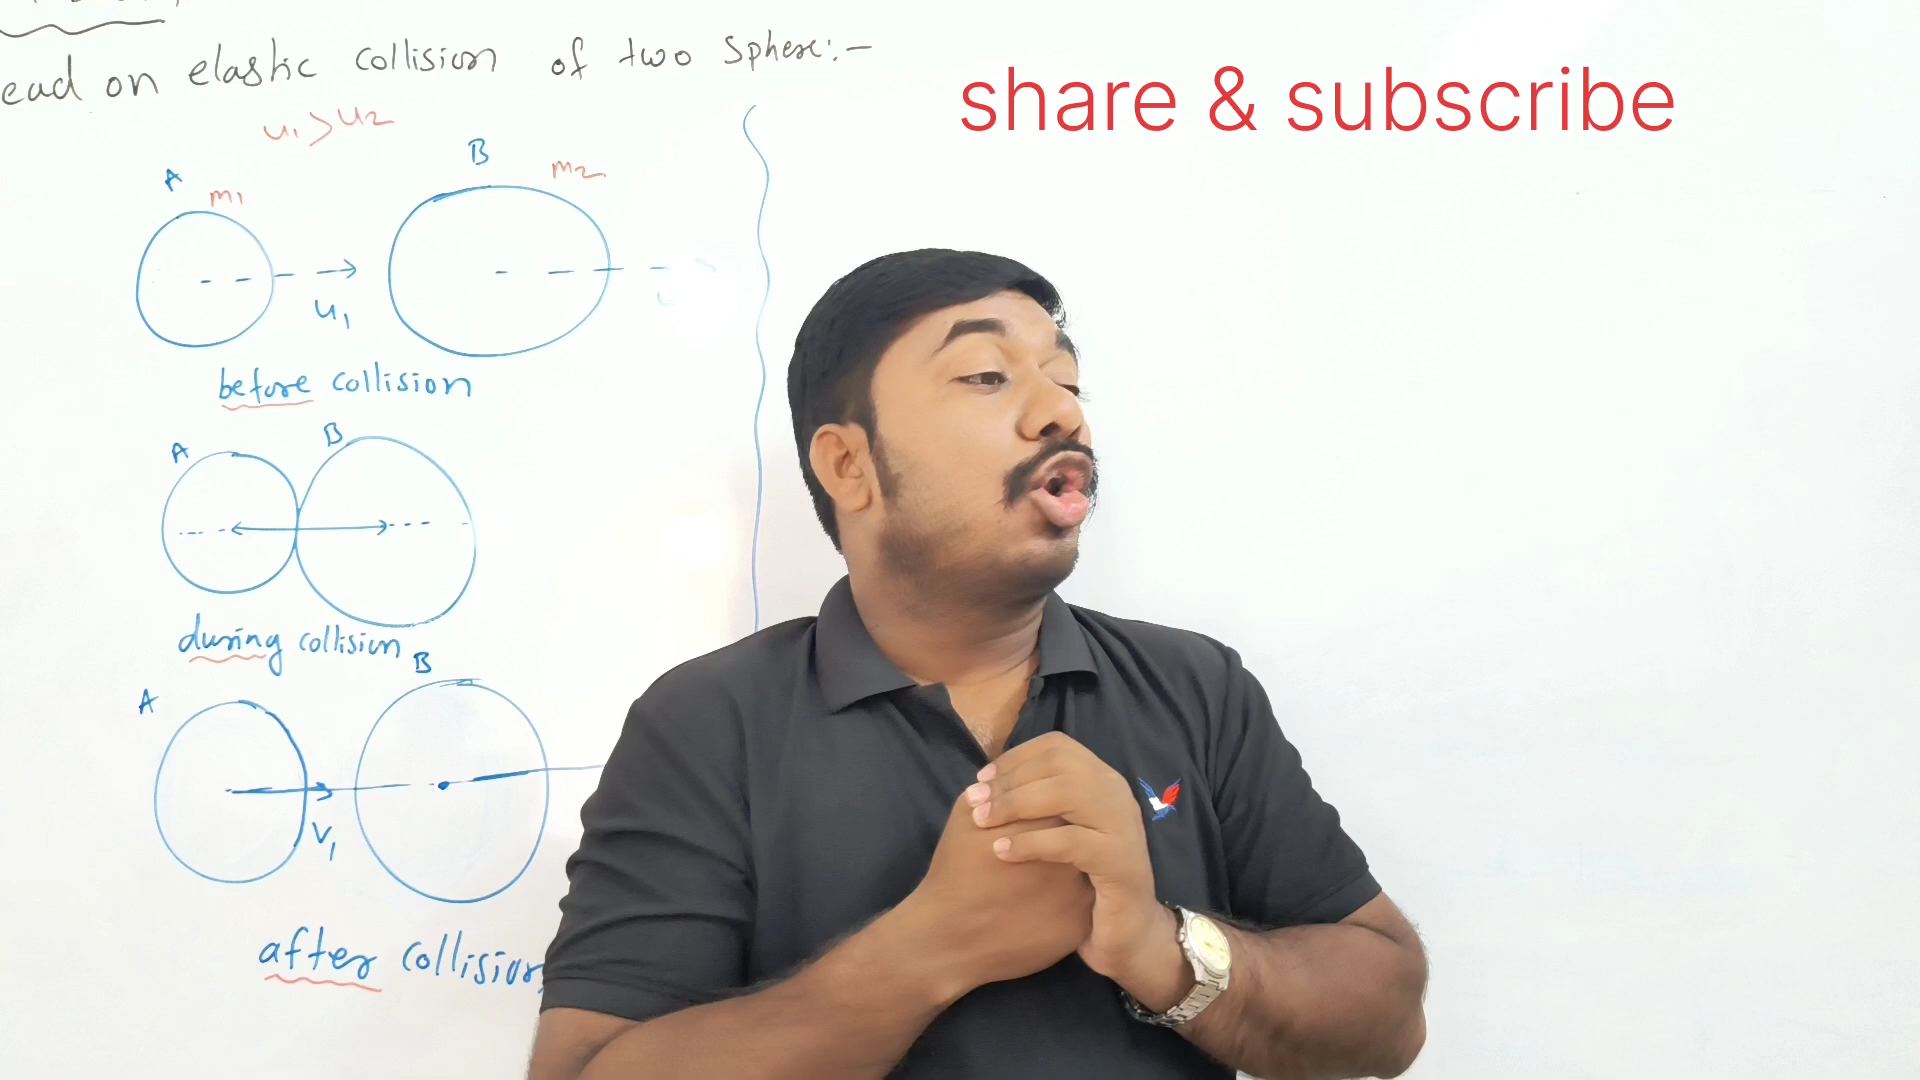 ead on elastic collision of two Sphere:-
share & subscribe
u1>u2
A
m1
B
m2
u1
before collision
A
B
during collision
B
A
v1
after collision